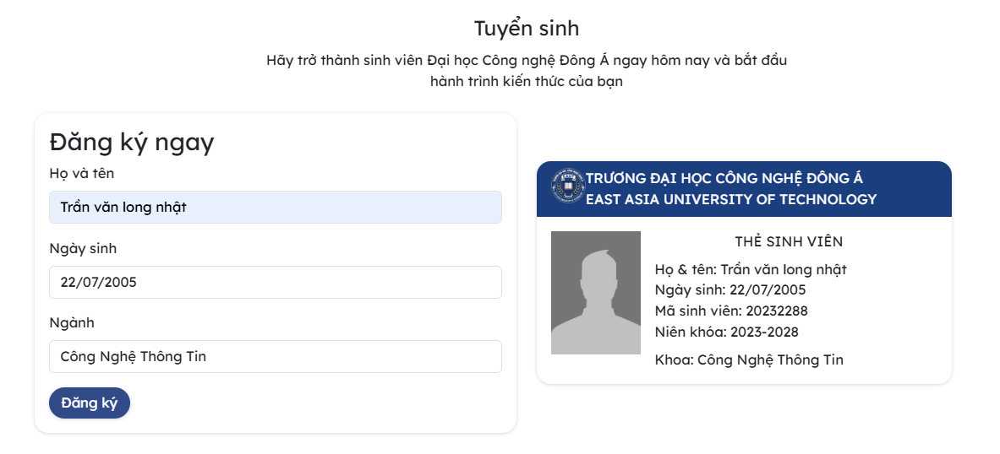 Tuyển sinh
Hãy trở thành sinh viên Đại học Công nghệ Đông Á ngay hôm nay và bắt đầu
hành trình kiến thức của bạn
Đăng ký ngay
Họ và tên
Trần văn long nhật
Ngày sinh
22/07/2005
Ngành
Công Nghệ Thông Tin
Đăng ký
TRƯƠNG ĐẠI HỌC CÔNG NGHỆ ĐÔNG Á
EAST ASIA UNIVERSITY OF TECHNOLOGY
THẺ SINH VIÊN
Họ & tên: Trần văn long nhật
Ngày sinh: 22/07/2005
Mã sinh viên: 20232288
Niên khóa: 2023-2028
Khoa: Công Nghệ Thông Tin